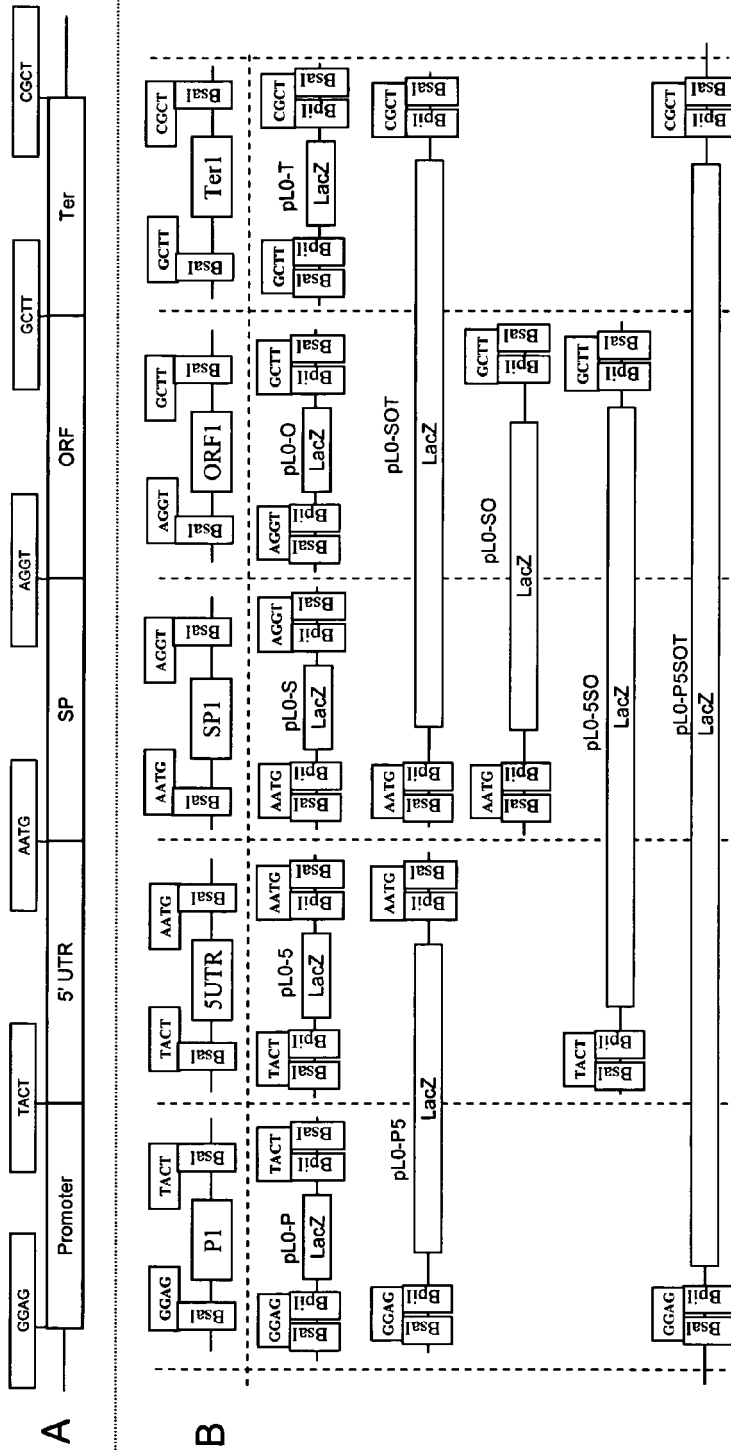 A
GGAG TACT AATG AGGT GCTT CGCT
Promoter 5' UTR SP ORF Ter
B
GGAG TACT TACT AATG AATG AGGT AGGT GCTT GCTT CGCT
BsaI P1 BsaI BsaI 5UTR BsaI BsaI SP1 BsaI BsaI ORF1 BsaI BsaI Ter1 BsaI
pL0-P pL0-5 pL0-S pL0-O pL0-T
GGAG TACT TACT AATG AATG AGGT AGGT GCTT GCTT CGCT
BsaI BpiI LacZ BpiI BsaI BsaI BpiI LacZ BpiI BsaI BsaI BpiI LacZ BpiI BsaI BsaI BpiI LacZ BpiI BsaI BsaI BpiI LacZ BpiI BsaI
pL0-P5 pL0-SOT
GGAG AATG AATG CGCT
BsaI BpiI LacZ BpiI BsaI BsaI BpiI LacZ BpiI BsaI
pL0-SO
AATG GCTT
BsaI BpiI LacZ BpiI BsaI
pL0-5SO
TACT GCTT
BsaI BpiI LacZ BpiI BsaI
pL0-P5SOT
GGAG CGCT
BsaI BpiI LacZ BpiI BsaI